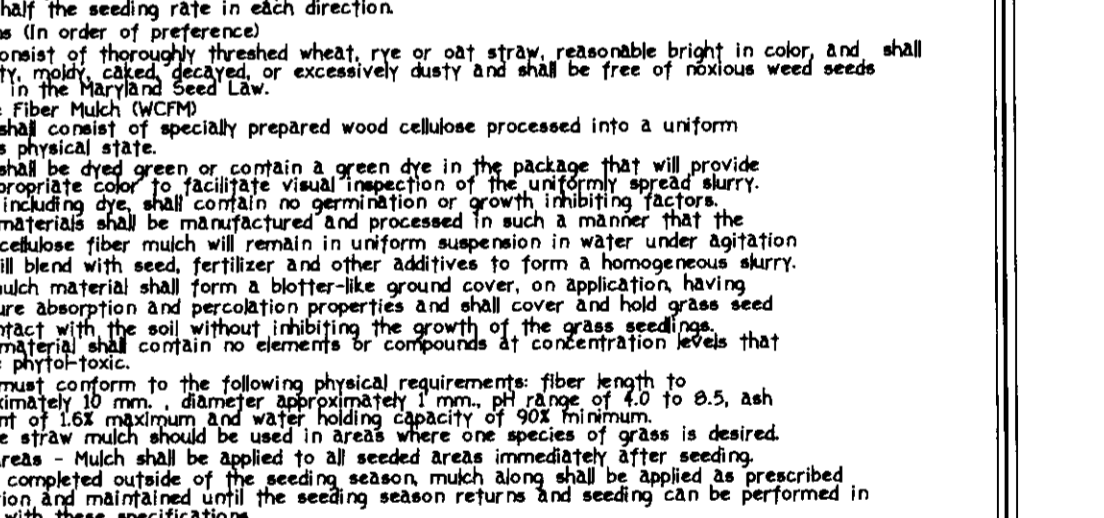 half the seeding rate in each direction.
s (In order of preference)
onsist of thoroughly threshed wheat, rye or oat straw, reasonable bright in color, and shall
ty, moldy, caked, decayed, or excessively dusty and shall be free of noxious weed seeds
in the Maryland Seed Law.
Fiber Mulch (WCFM)
shall consist of specially prepared wood cellulose processed into a uniform
s physical state.
shall be dyed green or contain a green dye in the package that will provide
propriate color to facilitate visual inspection of the uniformly spread slurry.
including dye, shall contain no germination or growth inhibiting factors.
materials shall be manufactured and processed in such a manner that the
cellulose fiber mulch will remain in uniform suspension in water under agitation
ill blend with seed, fertilizer and other additives to form a homogeneous slurry.
ulch material shall form a blotter-like ground cover, on application, having
ure absorption and percolation properties and shall cover and hold grass seed
ntact with the soil without inhibiting the growth of the grass seedlings.
material shall contain no elements or compounds at concentration levels that
phytol-toxic.
must conform to the following physical requirements: fiber length to
ximately 10 mm. , diameter approximately 1 mm., pH range of 4.0 to 8.5, ash
nt of 1.6% maximum and water holding capacity of 90% minimum.
e straw mulch should be used in areas where one species of grass is desired.
reas - Mulch shall be applied to all seeded areas immediately after seeding.
completed outside of the seeding season, mulch along shall be applied as prescribed
ion and maintained until the seeding season returns and seeding can be performed in
with these specifications